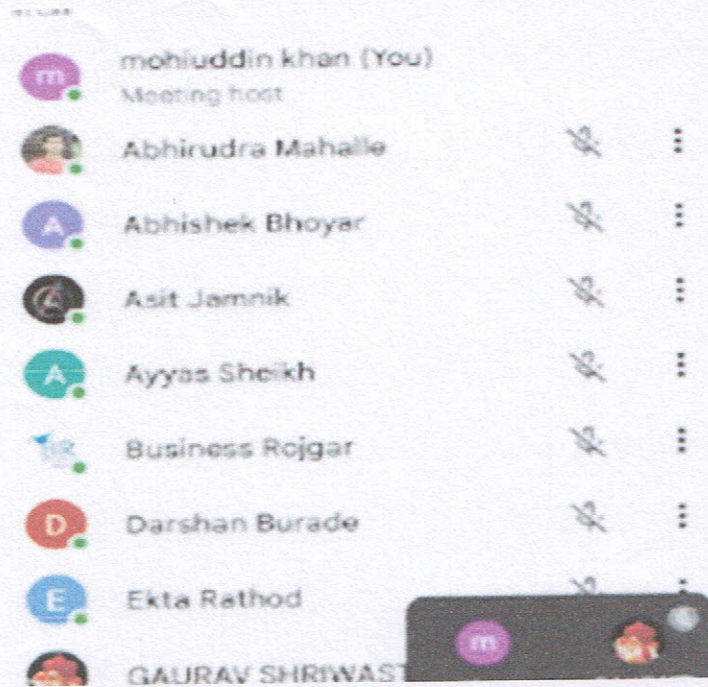 m
mohiuddin khan (You)
Meeting host
Abhirudra Mahalle
A
Abhishek Bhoyar
Asit Jamnik
A
Ayyas Sheikh
Business Rojgar
D
Darshan Burade
E
Ekta Rathod
m
GAURAV SHRIWAST